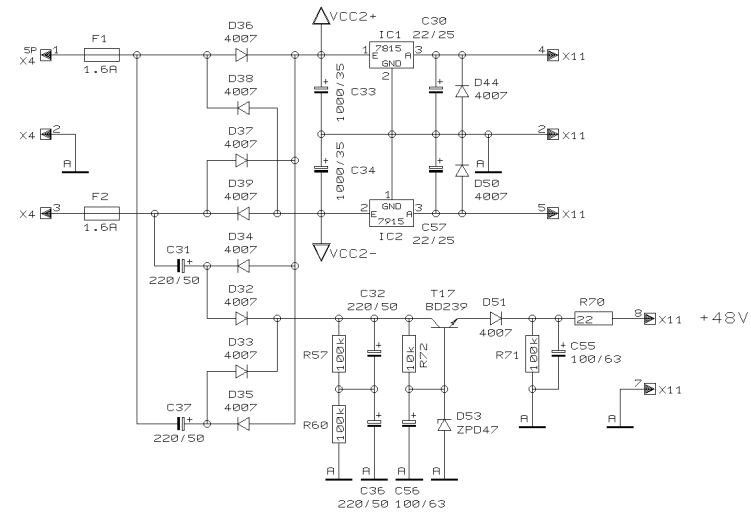 D36
4007
VCC2+
IC1
C30
22/25
SP
X4
1
F1
1.6A
1
E
7815
GND
A
3
2
4
X11
D38
4007
+
1000/35
C33
+
D44
4007
X4
2
A
D37
4007
2
X11
A
+
1000/35
C34
+
D50
4007
D39
4007
X4
3
F2
1.6A
2
E
1
GND
7915
A
3
IC2
C57
22/25
5
X11
D34
4007
VCC2-
C31
+
220/50
D32
4007
C32
220/50
T17
BD239
D51
4007
R70
22
8
X11
+48V
D33
4007
R57
100k
+
10k
R72
R71
100k
+
C55
100/63
D35
4007
C37
+
220/50
R60
100k
+
+
D53
ZPD47
7
X11
A
A
A
A
A
A
C36
220/50
C56
100/63